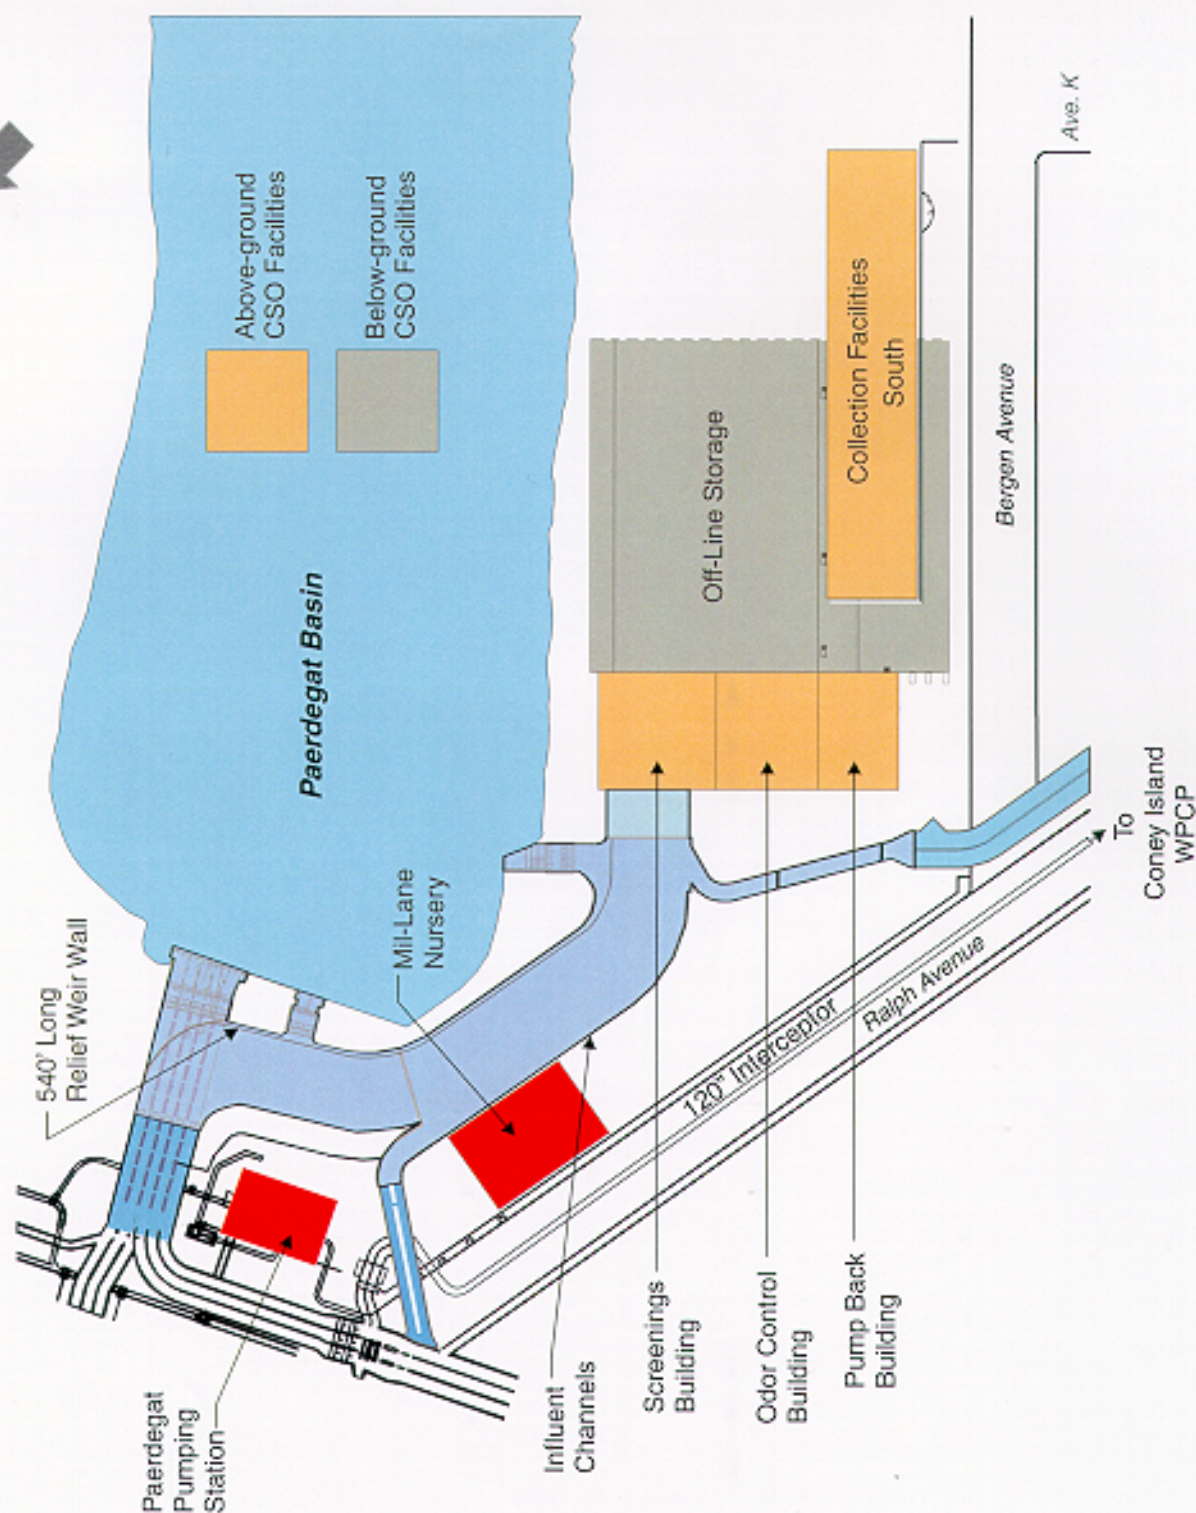 540' Long
Relief Weir Wall
Paerdegat Basin
Above-ground
CSO Facilities
Below-ground
CSO Facilities
Mil-Lane
Nursery
Off-Line Storage
Collection Facilities
South
Paerdegat
Pumping
Station
Influent
Channels
Screenings
Building
Odor Control
Building
Pump Back
Building
120" Interceptor
Ralph Avenue
Bergen Avenue
Ave. K
To
Coney Island
WPCP